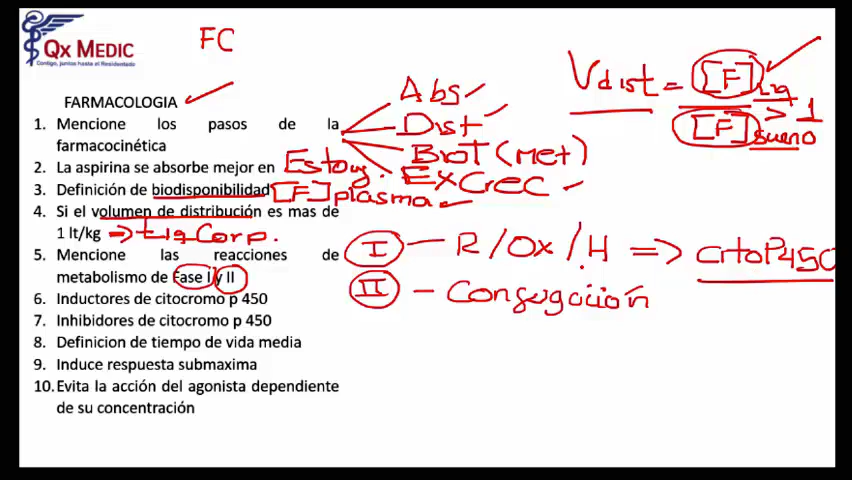 Qx MEDIC
Contigo, juntos hasta el Residentado
FC
FARMACOLOGIA
1. Mencione los pasos de la
farmacocinética
2. La aspirina se absorbe mejor en Estoy.
3. Definición de biodisponibilidad [F] plasma
4. Si el volumen de distribución es mas de
1 lt/kg ⇒ Liq Corp.
5. Mencione las reacciones de
metabolismo de Fase I y II
6. Inductores de citocromo p 450
7. Inhibidores de citocromo p 450
8. Definicion de tiempo de vida media
9. Induce respuesta submaxima
10. Evita la acción del agonista dependiente
de su concentración
Abs
Dist
BioT (Met)
Excrec
Vdist = [F] Liq
[F] sueno > 1
I - R / Ox / H ⇒ citoP450
II - Conjugación